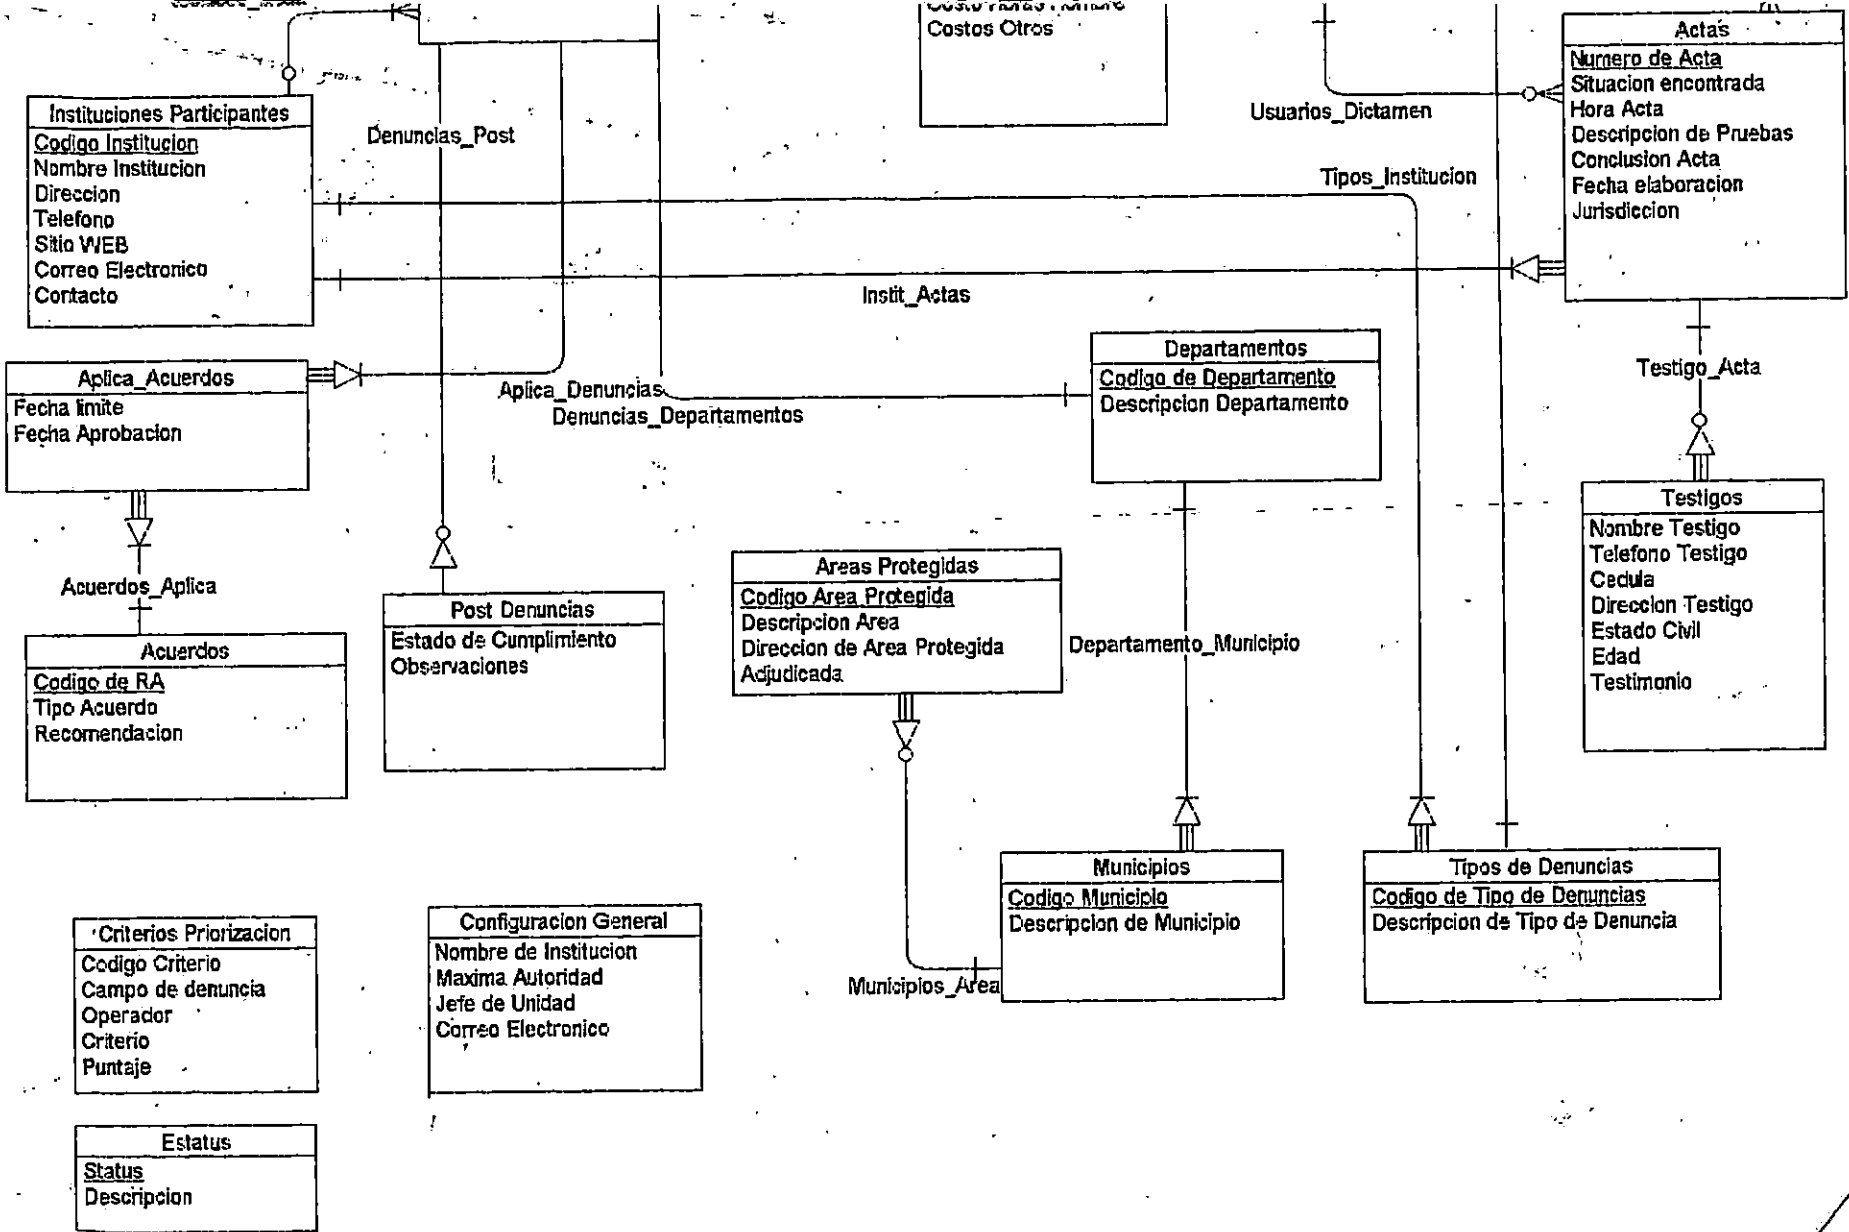 Costos Otros
Actas
Numero de Acta
Situacion encontrada
Hora Acta
Descripcion de Pruebas
Conclusion Acta
Fecha elaboracion
Jurisdiccion
Usuarios_Dictamen
Instituciones Participantes
Codigo Institucion
Nombre Institucion
Direccion
Telefono
Sitio WEB
Correo Electronico
Contacto
Denuncias_Post
Tipos_Institucion
Instit_Actas
Aplica_Acuerdos
Fecha limite
Fecha Aprobacion
Aplica_Denuncias
Denuncias_Departamentos
Departamentos
Codigo de Departamento
Descripcion Departamento
Testigo_Acta
Testigos
Nombre Testigo
Telefono Testigo
Cedula
Direccion Testigo
Estado Civil
Edad
Testimonio
Acuerdos_Aplica
Acuerdos
Codigo de RA
Tipo Acuerdo
Recomendacion
Post Denuncias
Estado de Cumplimiento
Observaciones
Areas Protegidas
Codigo Area Protegida
Descripcion Area
Direccion de Area Protegida
Adjudicada
Departamento_Municipio
Municipios
Codigo Municipio
Descripcion de Municipio
Municipios_Area
Tipos de Denuncias
Codigo de Tipo de Denuncias
Descripcion de Tipo de Denuncia
Criterios Priorizacion
Codigo Criterio
Campo de denuncia
Operador
Criterio
Puntaje
Configuracion General
Nombre de Institucion
Maxima Autoridad
Jefe de Unidad
Correo Electronico
Estatus
Status
Descripcion